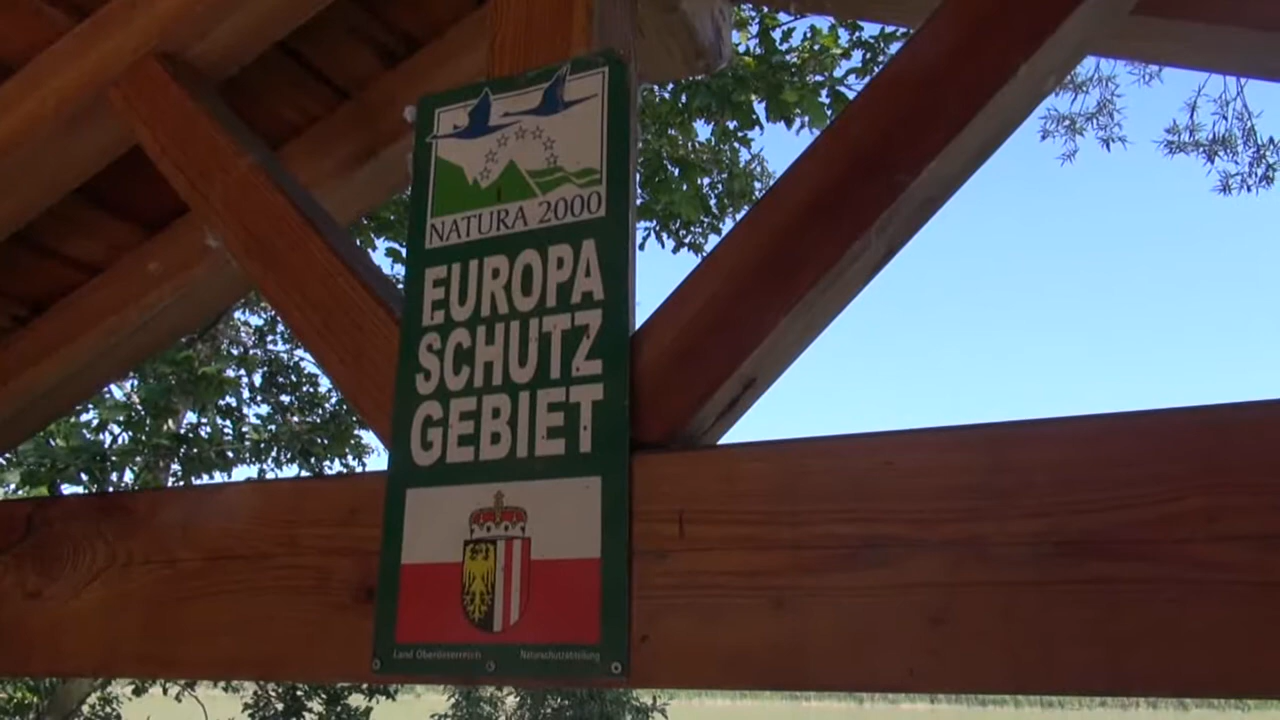 NATURA 2000
EUROPA
SCHUTZ
GEBIET
Land Oberösterreich Naturschutzabteilung